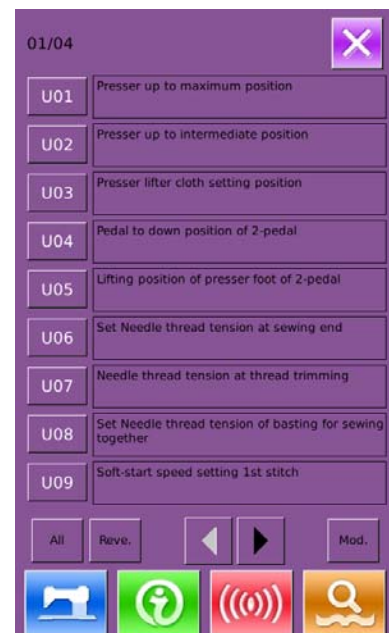 01/04
U01 Presser up to maximum position
U02 Presser up to intermediate position
U03 Presser lifter cloth setting position
U04 Pedal to down position of 2-pedal
U05 Lifting position of presser foot of 2-pedal
U06 Set Needle thread tension at sewing end
U07 Needle thread tension at thread trimming
U08 Set Needle thread tension of basting for sewing
together
U09 Soft-start speed setting 1st stitch
All Reve. Mod.